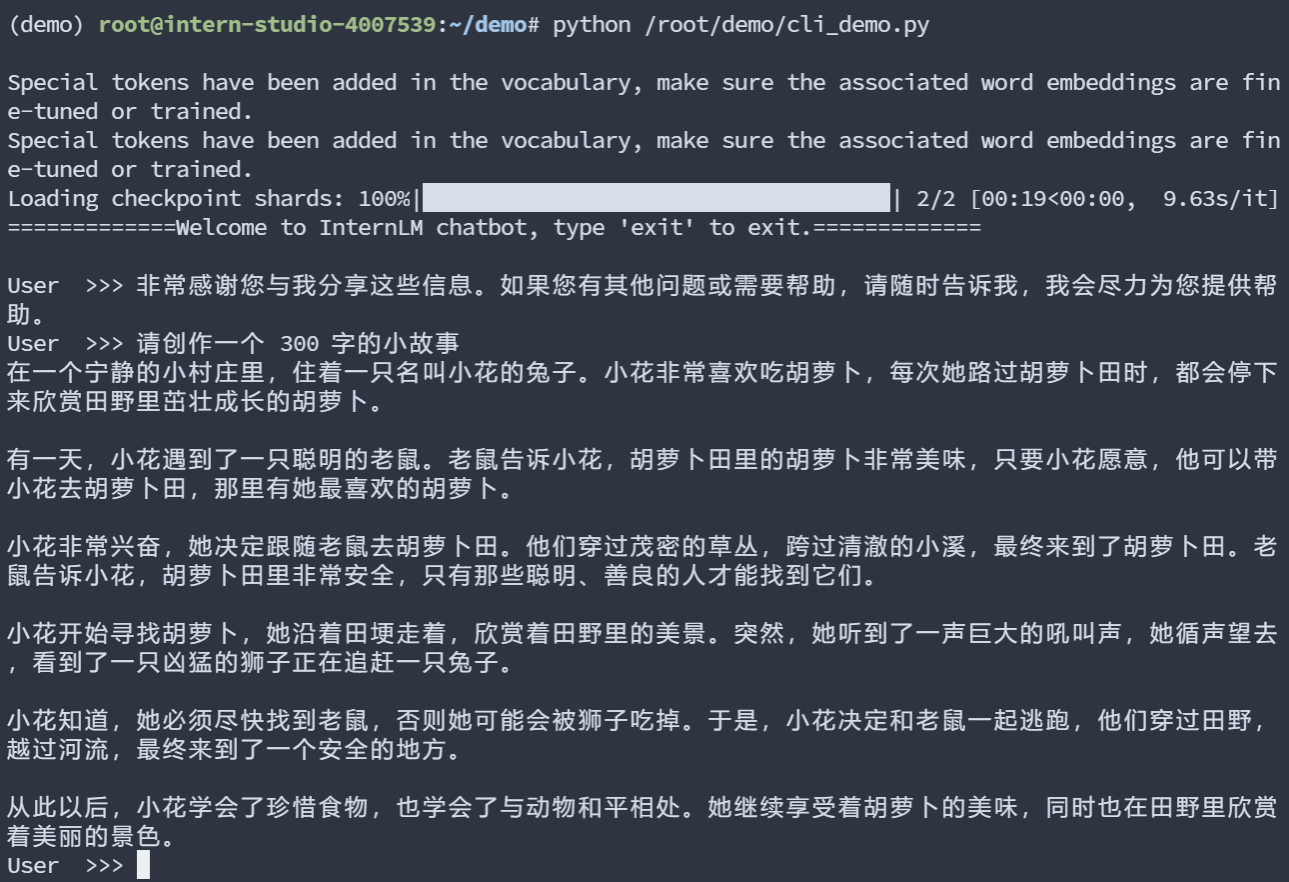 (demo) root@intern-studio-4007539:~/demo# python /root/demo/cli_demo.py
Special tokens have been added in the vocabulary, make sure the associated word embeddings are fin
e-tuned or trained.
Special tokens have been added in the vocabulary, make sure the associated word embeddings are fin
e-tuned or trained.
Loading checkpoint shards: 100%|██████████████████| 2/2 [00:19<00:00,  9.63s/it]
=============Welcome to InternLM chatbot, type 'exit' to exit.=============
User  >>> 非常感谢您与我分享这些信息。如果您有其他问题或需要帮助，请随时告诉我，我会尽力为您提供帮
助。
User  >>> 请创作一个 300 字的小故事
在一个宁静的小村庄里，住着一只名叫小花的兔子。小花非常喜欢吃胡萝卜，每次她路过胡萝卜田时，都会停下
来欣赏田野里茁壮成长的胡萝卜。
有一天，小花遇到了一只聪明的老鼠。老鼠告诉小花，胡萝卜田里的胡萝卜非常美味，只要小花愿意，他可以带
小花去胡萝卜田，那里有她最喜欢的胡萝卜。
小花非常兴奋，她决定跟随老鼠去胡萝卜田。他们穿过茂密的草丛，跨过清澈的小溪，最终来到了胡萝卜田。老
鼠告诉小花，胡萝卜田里非常安全，只有那些聪明、善良的人才能找到它们。
小花开始寻找胡萝卜，她沿着田埂走着，欣赏着田野里的美景。突然，她听到了一声巨大的吼叫声，她循声望去
，看到了一只凶猛的狮子正在追赶一只兔子。
小花知道，她必须尽快找到老鼠，否则她可能会被狮子吃掉。于是，小花决定和老鼠一起逃跑，他们穿过田野，
越过河流，最终来到了一个安全的地方。
从此以后，小花学会了珍惜食物，也学会了与动物和平相处。她继续享受着胡萝卜的美味，同时也在田野里欣赏
着美丽的景色。
User  >>>